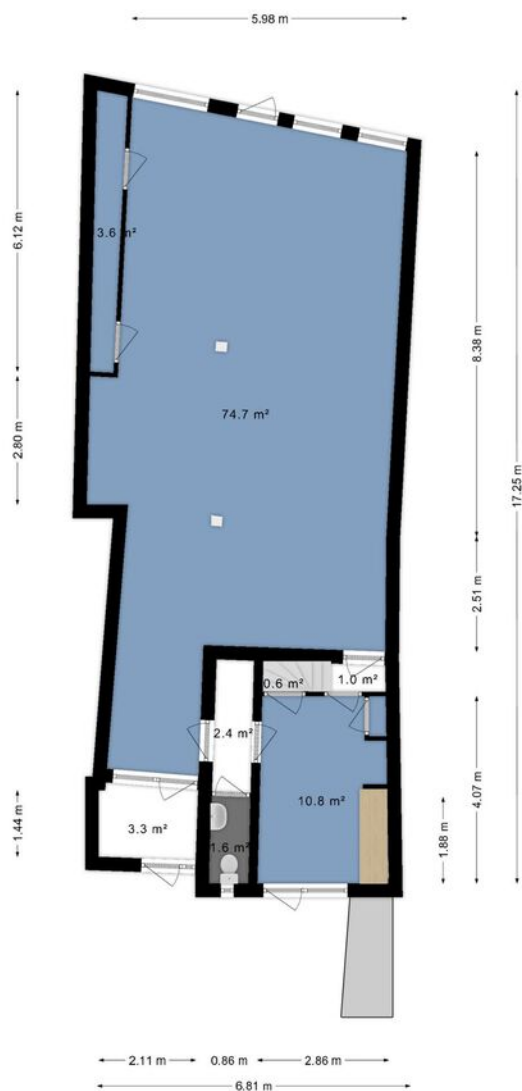 5.98 m
6.12 m
3.6 m²
8.38 m
74.7 m²
2.80 m
17.25 m
2.51 m
0.6 m²
1.0 m²
2.4 m²
10.8 m²
4.07 m
1.44 m
3.3 m²
1.6 m²
1.88 m
2.11 m
0.86 m
2.86 m
6.81 m